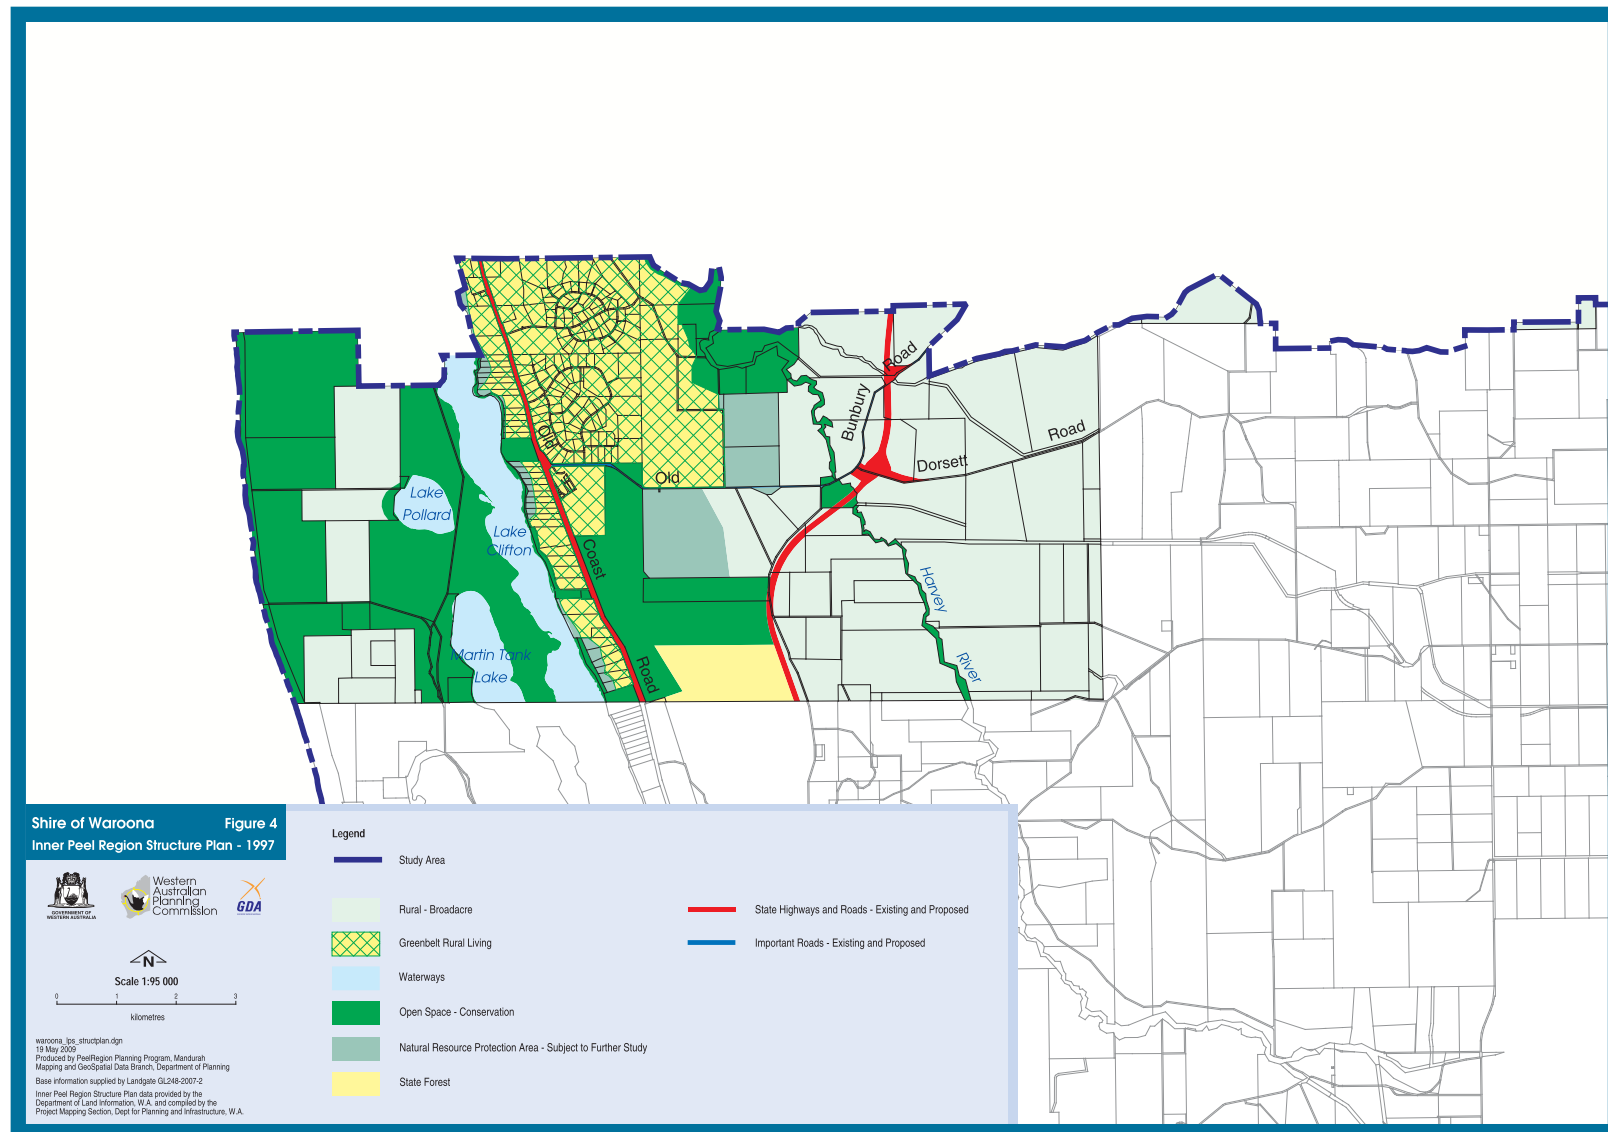 Road
Bunbury
Road
Dorsett
Old
Old
Hill
Lake
Pollard
Lake
Clifton
Coast
Harvey
River
Martin Tank
Lake
Road
Shire of Waroona Figure 4
Inner Peel Region Structure Plan - 1997
GOVERNMENT OF
WESTERN AUSTRALIA
Western
Australian
Planning
Commission
GDA
N
Scale 1:95 000
0 1 2 3
kilometres
waroona_lps_structplan.dgn
19 May 2009
Produced by PeelRegion Planning Program, Mandurah
Mapping and GeoSpatial Data Branch, Department of Planning
Base information supplied by Landgate GL248-2007-2
Inner Peel Region Structure Plan data provided by the
Department of Land Information, W.A. and compiled by the
Project Mapping Section, Dept for Planning and Infrastructure, W.A.
Legend
Study Area
Rural - Broadacre
Greenbelt Rural Living
Waterways
Open Space - Conservation
Natural Resource Protection Area - Subject to Further Study
State Forest
State Highways and Roads - Existing and Proposed
Important Roads - Existing and Proposed